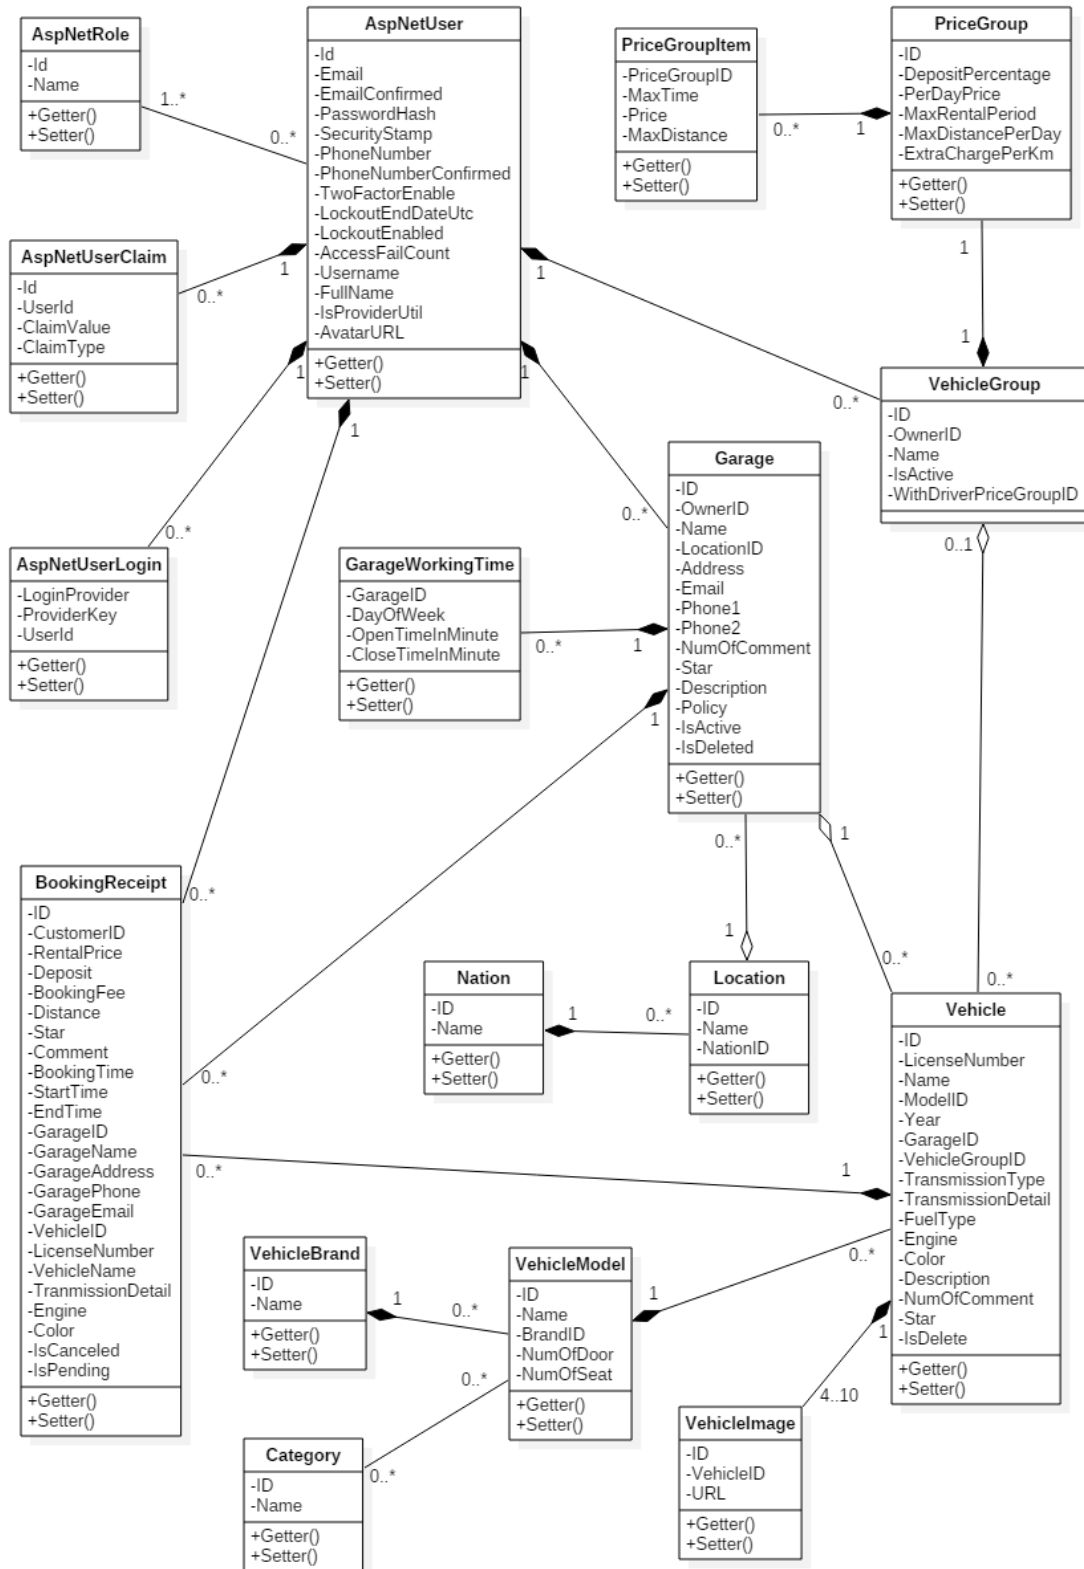 AspNetRole
-Id
-Name
+Getter()
+Setter()
1..*
0..*
AspNetUser
-Id
-Email
-EmailConfirmed
-PasswordHash
-SecurityStamp
-PhoneNumber
-PhoneNumberConfirmed
-TwoFactorEnable
-LockoutEndDateUtc
-LockoutEnabled
-AccessFailCount
-Username
-FullName
-IsProviderUtil
-AvatarURL
+Getter()
+Setter()
PriceGroupItem
-PriceGroupID
-MaxTime
-Price
-MaxDistance
+Getter()
+Setter()
0..*
1
PriceGroup
-ID
-DepositPercentage
-PerDayPrice
-MaxRentalPeriod
-MaxDistancePerDay
-ExtraChargePerKm
+Getter()
+Setter()
1
1
AspNetUserClaim
-Id
-UserId
-ClaimValue
-ClaimType
+Getter()
+Setter()
1
0..*
1
0..*
1
0..*
1
0..*
1
0..*
VehicleGroup
-ID
-OwnerID
-Name
-IsActive
-WithDriverPriceGroupID
0..1
0..*
AspNetUserLogin
-LoginProvider
-ProviderKey
-UserId
+Getter()
+Setter()
GarageWorkingTime
-GarageID
-DayOfWeek
-OpenTimeInMinute
-CloseTimeInMinute
+Getter()
+Setter()
0..*
1
Garage
-ID
-OwnerID
-Name
-LocationID
-Address
-Email
-Phone1
-Phone2
-NumOfComment
-Star
-Description
-Policy
-IsActive
-IsDeleted
+Getter()
+Setter()
1
0..*
0..*
1
1
0..*
BookingReceipt
-ID
-CustomerID
-RentalPrice
-Deposit
-BookingFee
-Distance
-Star
-Comment
-BookingTime
-StartTime
-EndTime
-GarageID
-GarageName
-GarageAddress
-GaragePhone
-GarageEmail
-VehicleID
-LicenseNumber
-VehicleName
-TranmissionDetail
-Engine
-Color
-IsCanceled
-IsPending
+Getter()
+Setter()
Nation
-ID
-Name
+Getter()
+Setter()
1
0..*
Location
-ID
-Name
-NationID
+Getter()
+Setter()
Vehicle
-ID
-LicenseNumber
-Name
-ModelID
-Year
-GarageID
-VehicleGroupID
-TransmissionType
-TransmissionDetail
-FuelType
-Engine
-Color
-Description
-NumOfComment
-Star
-IsDelete
+Getter()
+Setter()
0..*
1
VehicleBrand
-ID
-Name
+Getter()
+Setter()
1
0..*
VehicleModel
-ID
-Name
-BrandID
-NumOfDoor
-NumOfSeat
+Getter()
+Setter()
1
0..*
0..*
0..*
Category
-ID
-Name
+Getter()
+Setter()
1
4..10
VehicleImage
-ID
-VehicleID
-URL
+Getter()
+Setter()